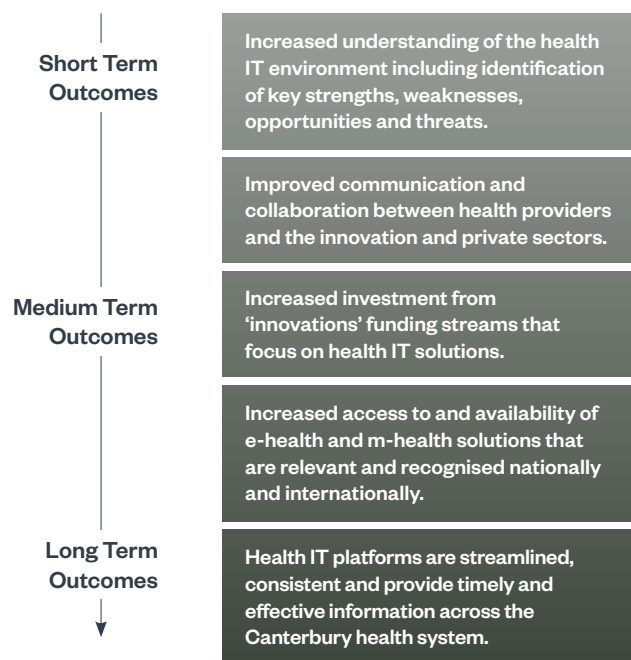 Short Term
Outcomes
Increased understanding of the health
IT environment including identification
of key strengths, weaknesses,
opportunities and threats.
Improved communication and
collaboration between health providers
and the innovation and private sectors.
Medium Term
Outcomes
Increased investment from
‘innovations’ funding streams that
focus on health IT solutions.
Increased access to and availability of
e-health and m-health solutions that
are relevant and recognised nationally
and internationally.
Long Term
Outcomes
Health IT platforms are streamlined,
consistent and provide timely and
effective information across the
Canterbury health system.